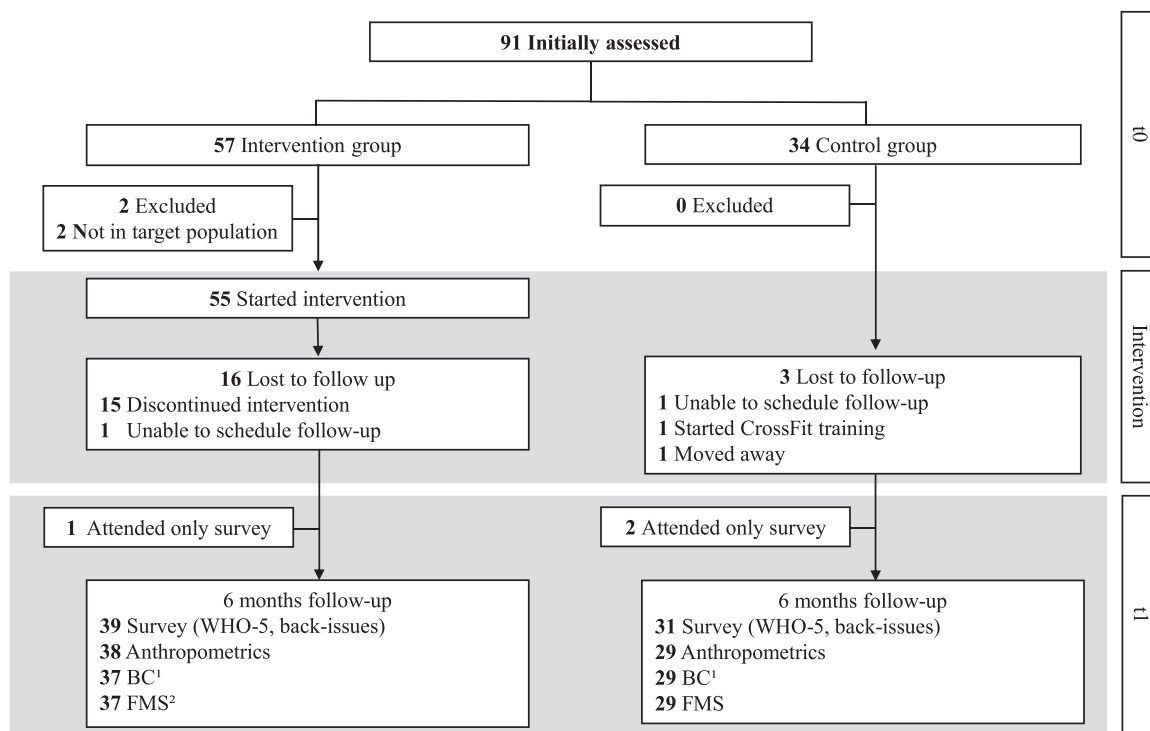 91 Initially assessed
57 Intervention group
34 Control group
t0
2 Excluded
2 Not in target population
0 Excluded
55 Started intervention
Intervention
16 Lost to follow up
15 Discontinued intervention
1 Unable to schedule follow-up
3 Lost to follow-up
1 Unable to schedule follow-up
1 Started CrossFit training
1 Moved away
1 Attended only survey
2 Attended only survey
t1
6 months follow-up
39 Survey (WHO-5, back-issues)
38 Anthropometrics
37 BC¹
37 FMS²
6 months follow-up
31 Survey (WHO-5, back-issues)
29 Anthropometrics
29 BC¹
29 FMS